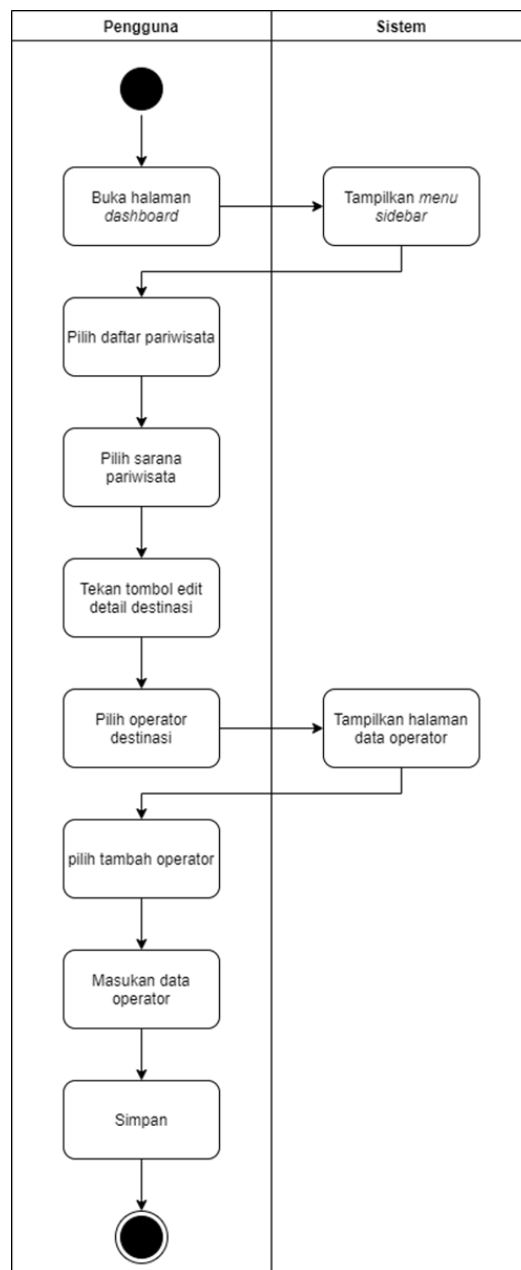 Pengguna
Sistem
Buka halaman
dashboard
Tampilkan menu
sidebar
Pilih daftar pariwisata
Pilih sarana
pariwisata
Tekan tombol edit
detail destinasi
Pilih operator
destinasi
Tampilkan halaman
data operator
pilih tambah operator
Masukan data
operator
Simpan